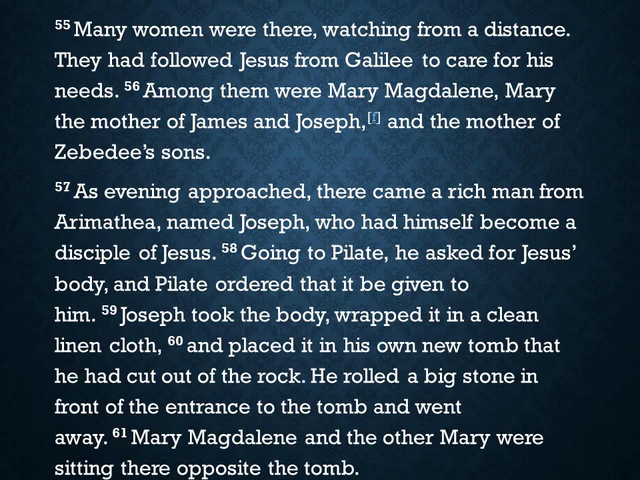 55 Many women were there, watching from a distance.
They had followed Jesus from Galilee to care for his
needs. 56 Among them were Mary Magdalene, Mary
the mother of James and Joseph,[f] and the mother of
Zebedee’s sons.
57 As evening approached, there came a rich man from
Arimathea, named Joseph, who had himself become a
disciple of Jesus. 58 Going to Pilate, he asked for Jesus’
body, and Pilate ordered that it be given to
him. 59 Joseph took the body, wrapped it in a clean
linen cloth, 60 and placed it in his own new tomb that
he had cut out of the rock. He rolled a big stone in
front of the entrance to the tomb and went
away. 61 Mary Magdalene and the other Mary were
sitting there opposite the tomb.